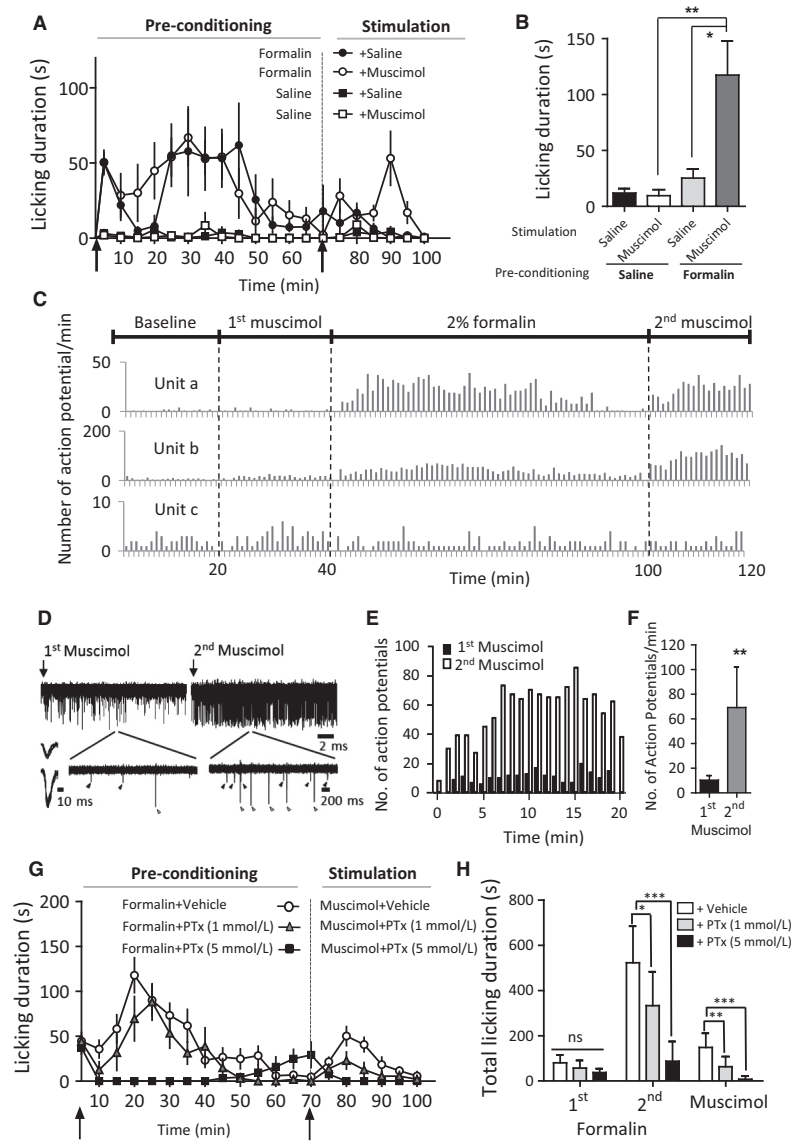 A
Pre-conditioning
Stimulation
Formalin +Saline
Formalin +Muscimol
Saline +Saline
Saline +Muscimol
Licking duration (s)
100
50
0
10 20 30 40 50 60 70 80 90 100
Time (min)
B
**
*
Licking duration (s)
150
100
50
0
Stimulation
Saline
Muscimol
Saline
Muscimol
Pre-conditioning
Saline
Formalin
C
Baseline
1st muscimol
2% formalin
2nd muscimol
Number of action potential/min
50
0
Unit a
200
0
Unit b
10
0
Unit c
20 40 100 120
Time (min)
D
1st Muscimol
2nd Muscimol
2 ms
10 ms
200 ms
E
1st Muscimol
2nd Muscimol
No. of action potentials
100
80
60
40
20
0
0 5 10 15 20
Time (min)
F
**
No. of Action Potentials/min
120
100
80
60
40
20
0
1st 2nd
Muscimol
G
Pre-conditioning
Stimulation
Formalin+Vehicle
Formalin+PTx (1 mmol/L)
Formalin+PTx (5 mmol/L)
Muscimol+Vehicle
Muscimol+PTx (1 mmol/L)
Muscimol+PTx (5 mmol/L)
Licking duration (s)
200
150
100
50
0
10 20 30 40 50 60 70 80 90 100
Time (min)
H
+ Vehicle
+ PTx (1 mmol/L)
+ PTx (5 mmol/L)
Total licking duration (s)
800
600
400
200
0
ns
***
*
***
**
1st 2nd Muscimol
Formalin